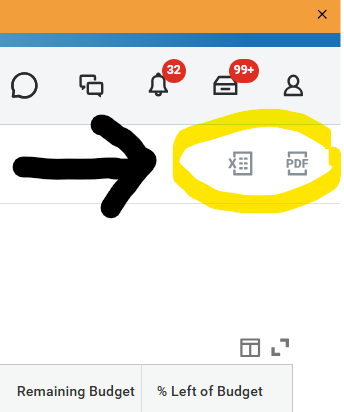 32
99+
X
PDF
Remaining Budget
% Left of Budget